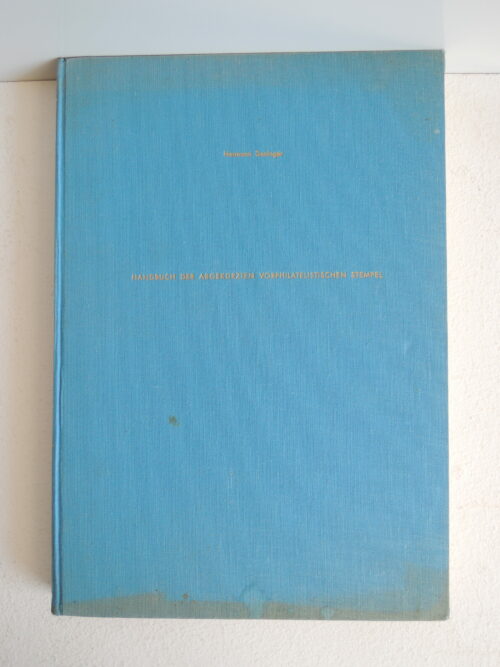 Hermann Deninger
HANDBUCH DER ABGEKÜRZTEN VORPHILATELISTISCHEN STEMPEL